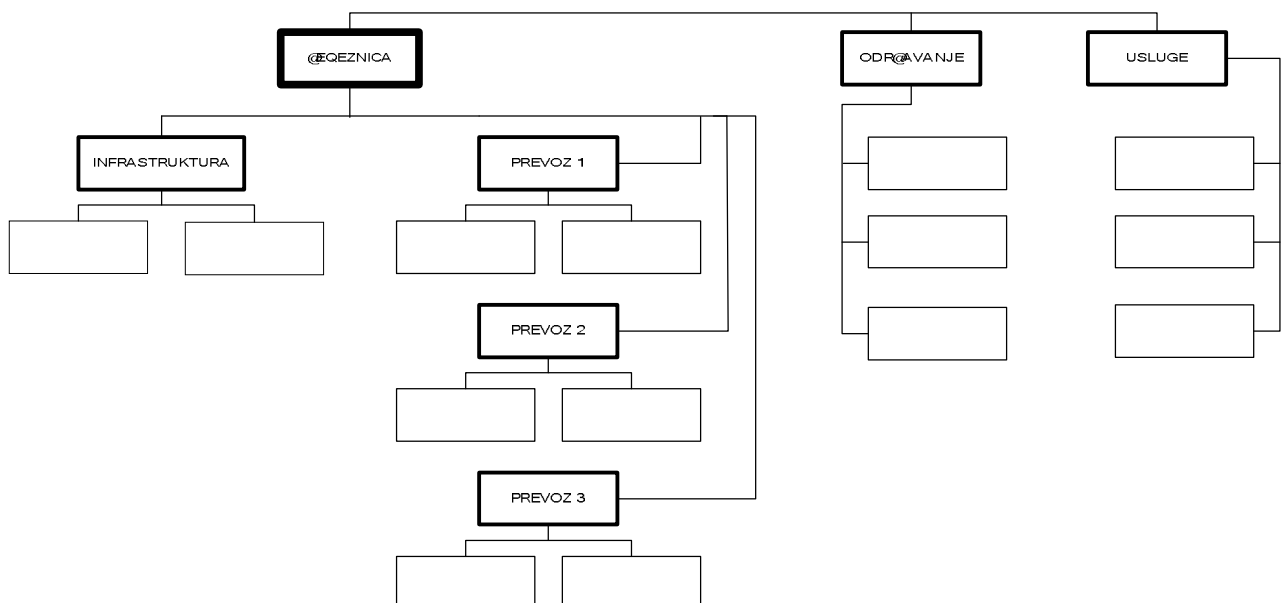 @EQEZNICA
ODR@AVANJE
USLUGE
INFRASTRUKTURA
PREVOZ 1
PREVOZ 2
PREVOZ 3